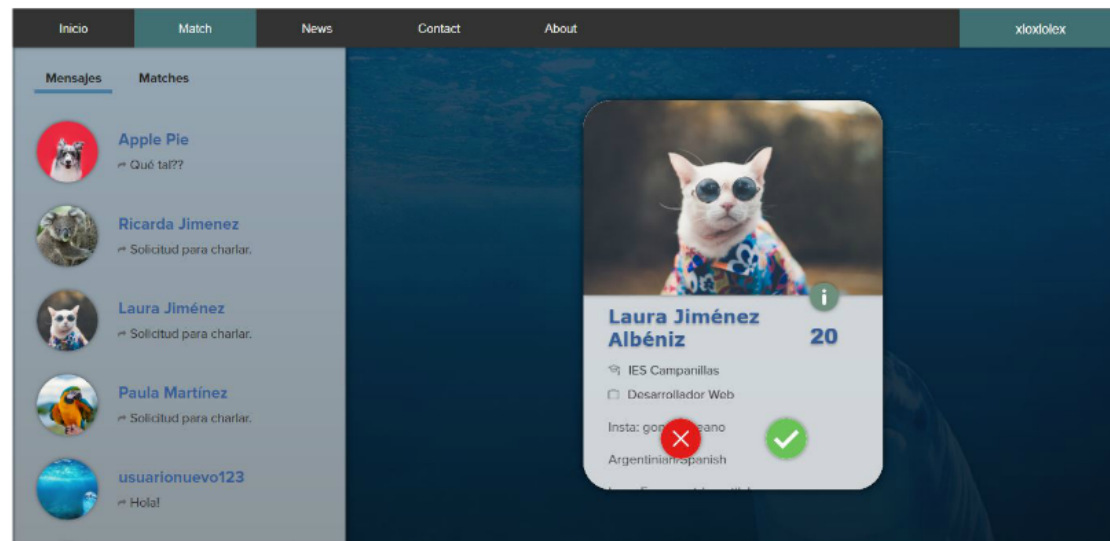 Inicio Match News Contact About xloxlolex
Mensajes Matches
Apple Pie
Qué tal??
Ricarda Jimenez
Solicitud para charlar.
Laura Jiménez
Solicitud para charlar.
Paula Martínez
Solicitud para charlar.
usuarionuevo123
Hola!
i
Laura Jiménez
Albéniz
20
IES Campanillas
Desarrollador Web
Insta:
Argentinian/Spanish